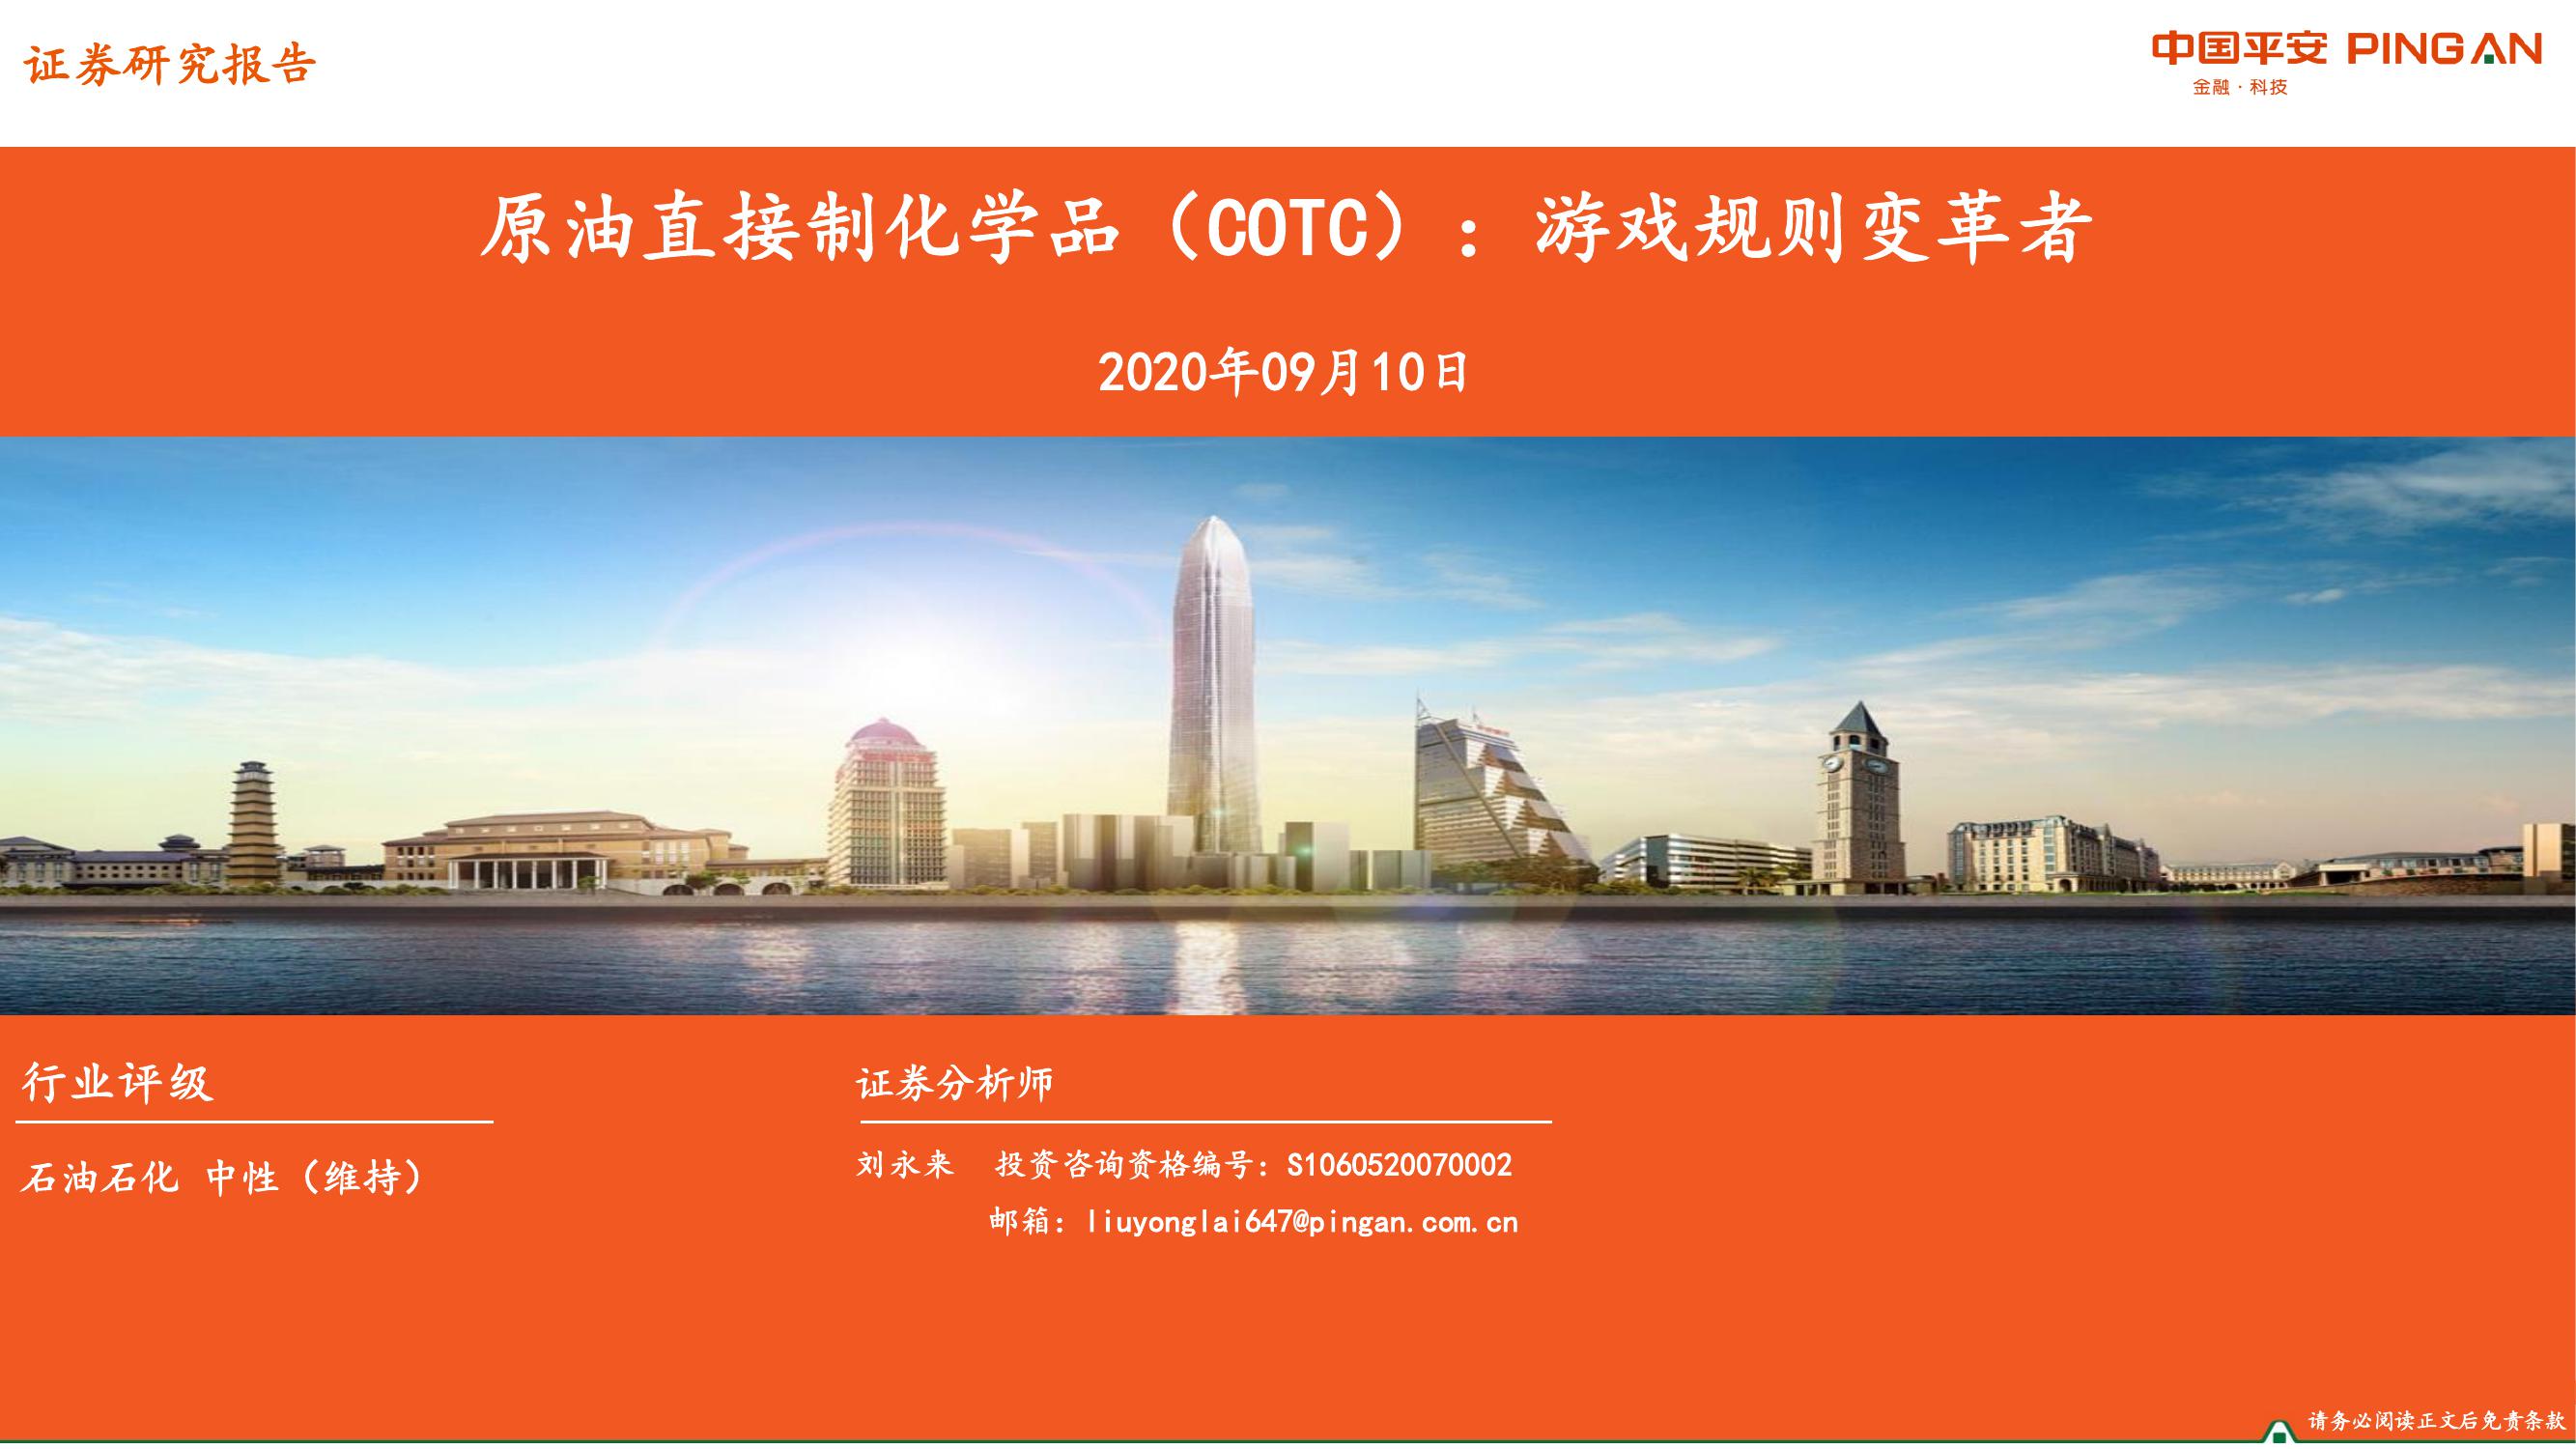 证券研究报告
中国平安 PINGAN
金融·科技
原油直接制化学品（COTC）：游戏规则变革者
2020年09月10日
行业评级
石油石化 中性（维持）
证券分析师
刘永来 投资咨询资格编号：S1060520070002
邮箱：liuyonglai647@pingan.com.cn
请务必阅读正文后免责条款